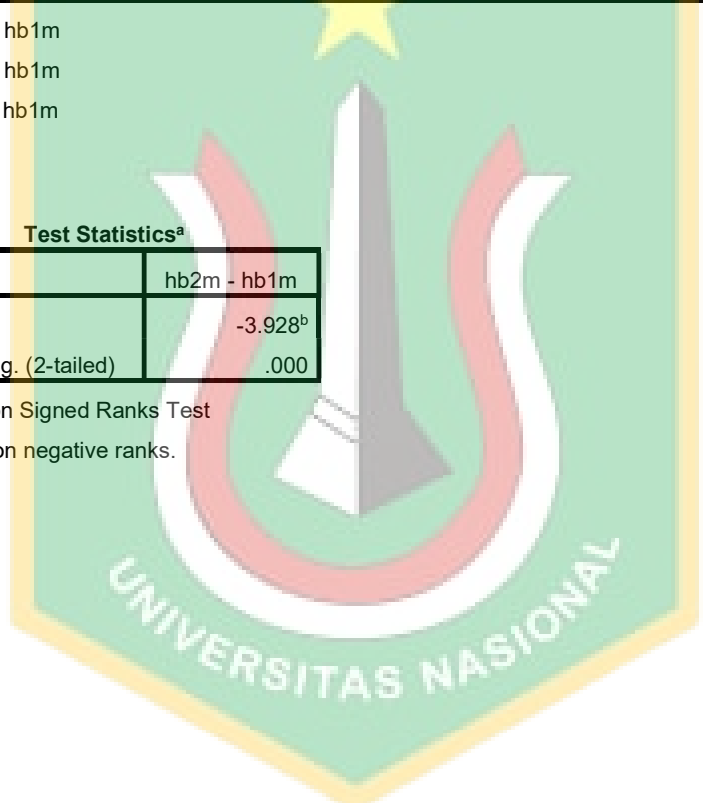 hb1m
hb1m
hb1m
Test Statisticsᵃ
hb2m - hb1m
-3.928ᵇ
g. (2-tailed) .000
n Signed Ranks Test
on negative ranks.
UNIVERSITAS NASIONAL